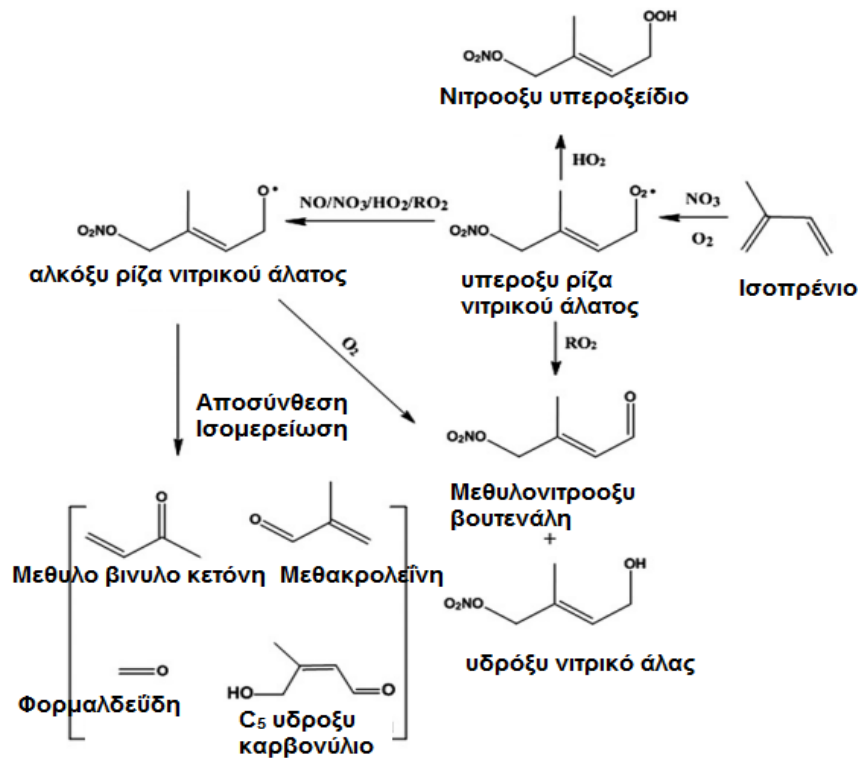 OOH
O₂NO
Νιτροοξυ υπεροξείδιο
HO₂
O•
NO/NO₃/HO₂/RO₂
O₂•
NO₃
O₂
O₂NO
O₂NO
αλκόξυ ρίζα νιτρικού άλατος
υπεροξυ ρίζα
νιτρικού άλατος
Ισοπρένιο
O₂
RO₂
Αποσύνθεση
Ισομερείωση
O
O₂NO
Μεθυλονιτροοξυ
βουτενάλη
+
O
O
Μεθυλο βινυλο κετόνη
Μεθακρολεΐνη
OH
O₂NO
υδρόξυ νιτρικό άλας
O
Φορμαλδεΰδη
HO
O
C₅ υδροξυ
καρβονύλιο